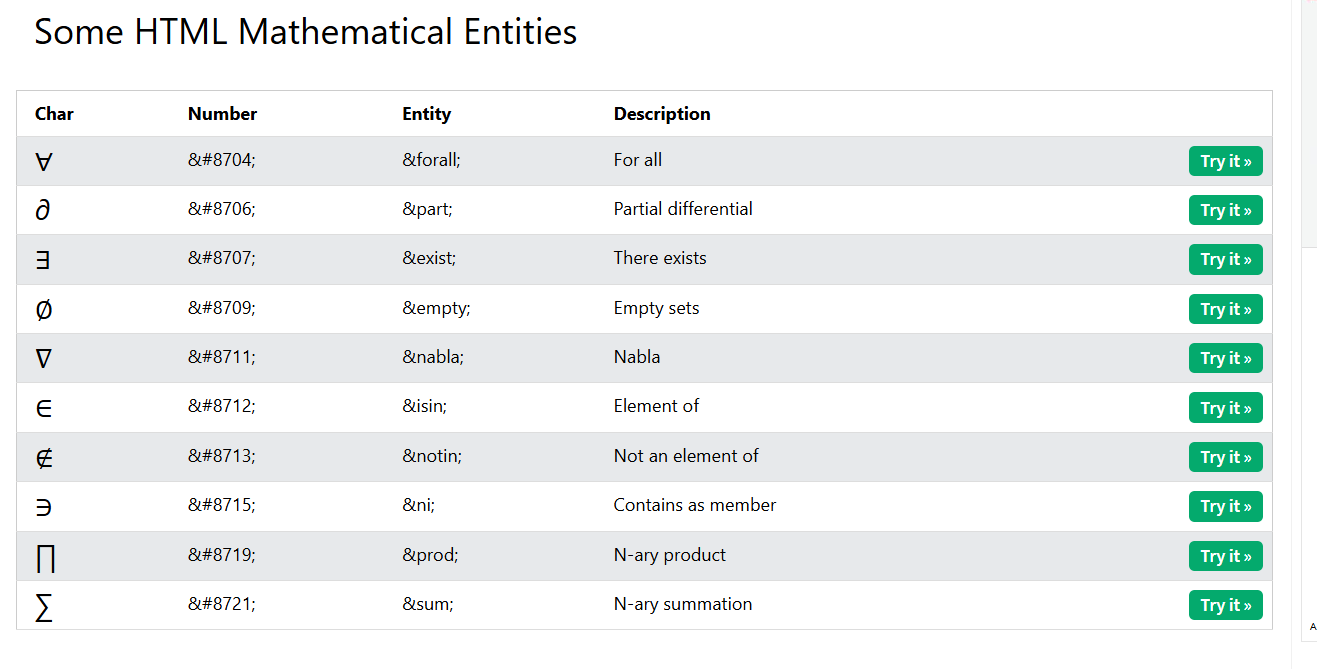 Some HTML Mathematical Entities
Char Number Entity Description
∀ &#8704; &forall; For all Try it »
∂ &#8706; &part; Partial differential Try it »
∃ &#8707; &exist; There exists Try it »
∅ &#8709; &empty; Empty sets Try it »
∇ &#8711; &nabla; Nabla Try it »
∈ &#8712; &isin; Element of Try it »
∉ &#8713; &notin; Not an element of Try it »
∋ &#8715; &ni; Contains as member Try it »
∏ &#8719; &prod; N-ary product Try it »
∑ &#8721; &sum; N-ary summation Try it »
A